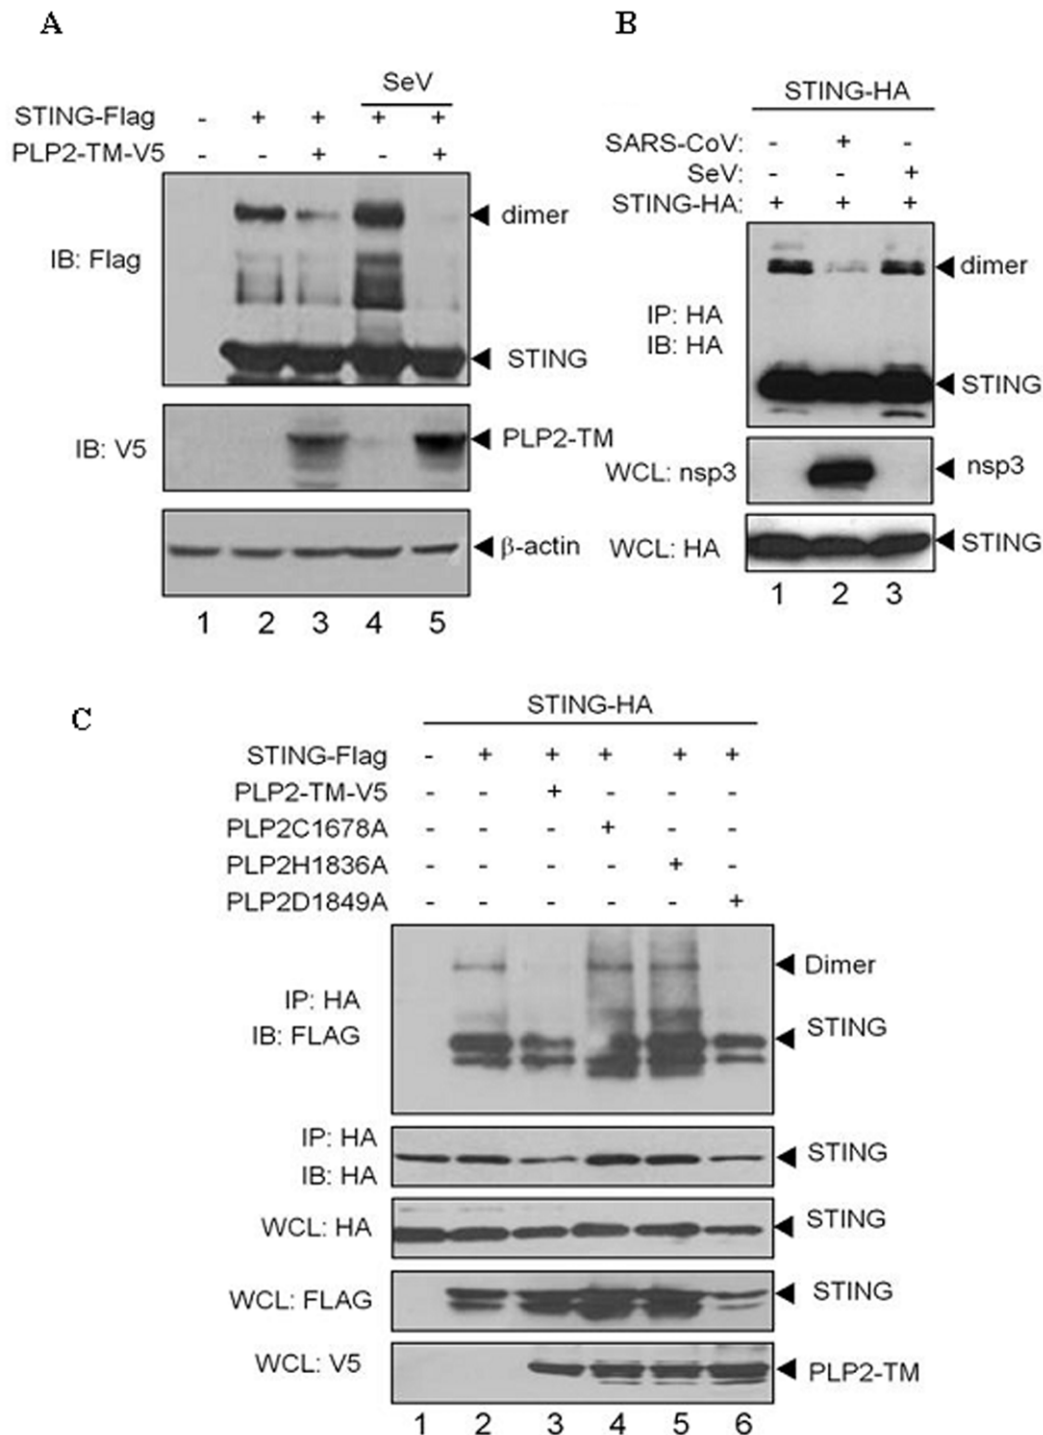 A
SeV
STING-Flag - + + + +
PLP2-TM-V5 - - + - +
IB: Flag
dimer
STING
IB: V5
PLP2-TM
β-actin
1 2 3 4 5
B
STING-HA
SARS-CoV: - + -
SeV: - - +
STING-HA: + + +
IP: HA
IB: HA
dimer
STING
WCL: nsp3
nsp3
WCL: HA
STING
1 2 3
C
STING-HA
STING-Flag - + + + + +
PLP2-TM-V5 - - + - - -
PLP2C1678A - - - + - -
PLP2H1836A - - - - + -
PLP2D1849A - - - - - +
IP: HA
IB: FLAG
Dimer
STING
IP: HA
IB: HA
STING
WCL: HA
STING
WCL: FLAG
STING
WCL: V5
PLP2-TM
1 2 3 4 5 6